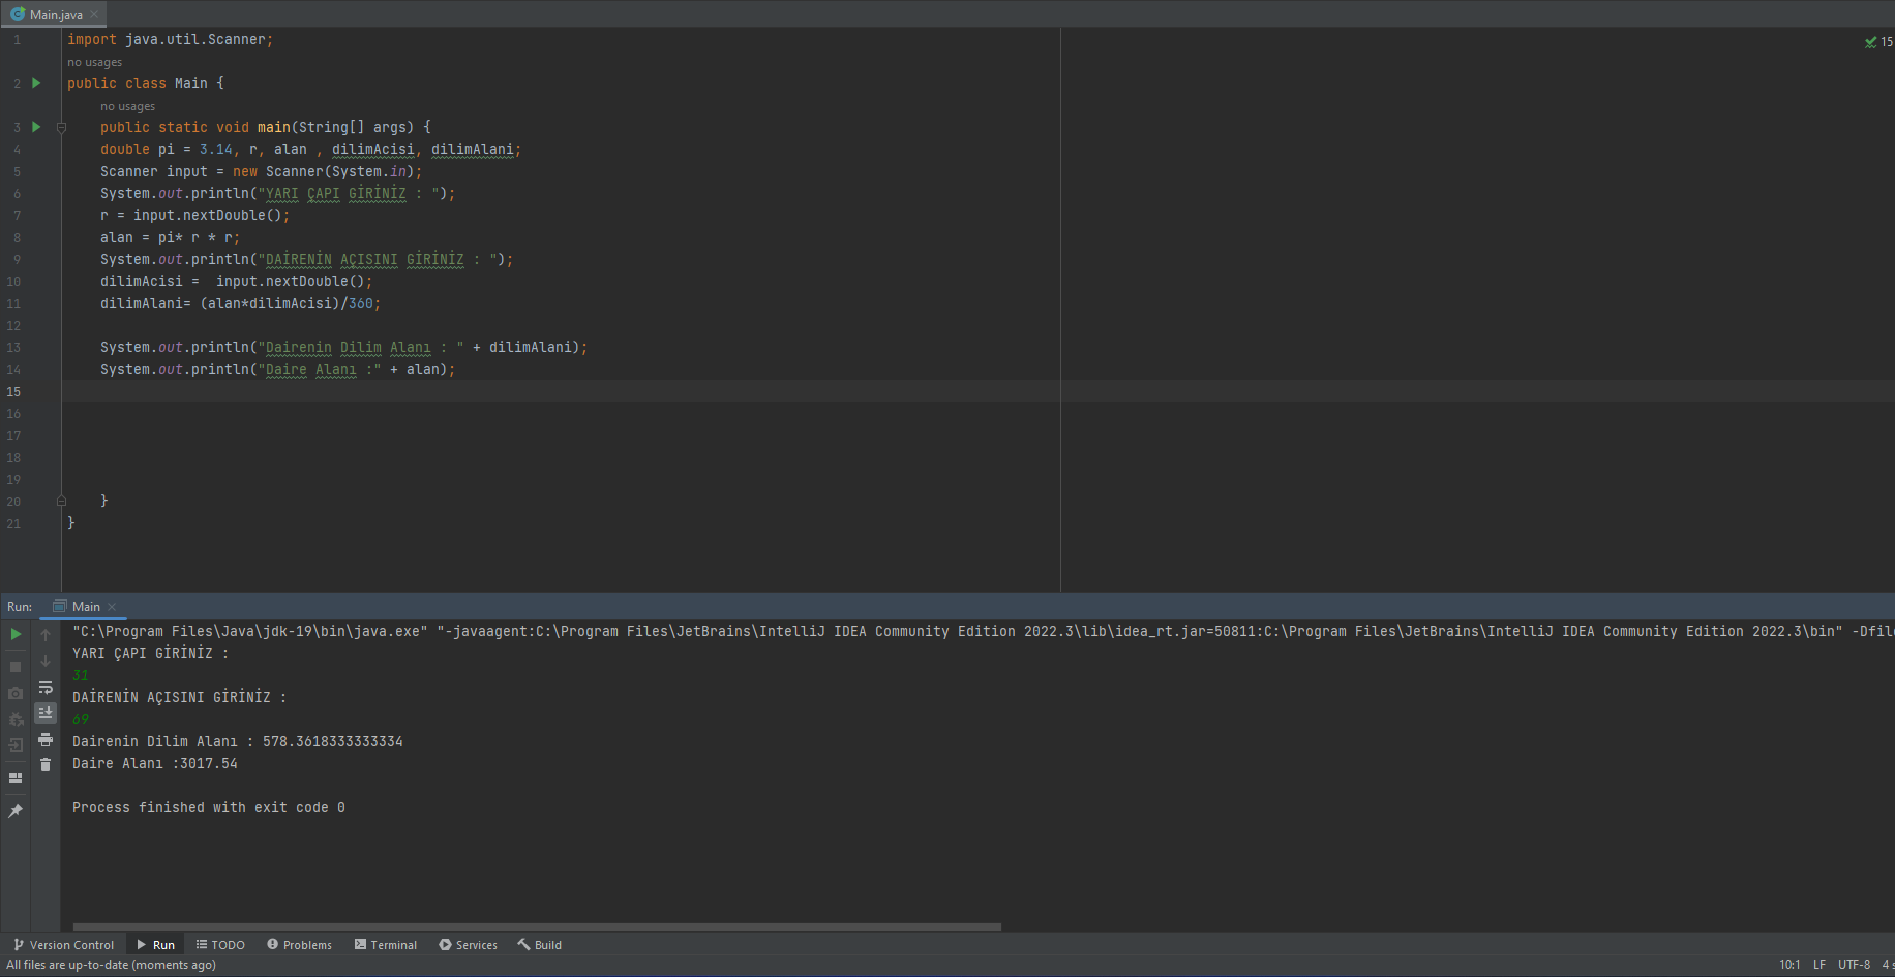 Main.java
1 import java.util.Scanner;
15
no usages
2 public class Main {
no usages
3 public static void main(String[] args) {
4 double pi = 3.14, r, alan , dilimAcisi, dilimAlani;
5 Scanner input = new Scanner(System.in);
6 System.out.println("YARI ÇAPI GİRİNİZ : ");
7 r = input.nextDouble();
8 alan = pi* r * r;
9 System.out.println("DAİRENİN AÇISINI GİRİNİZ : ");
10 dilimAcisi =  input.nextDouble();
11 dilimAlani= (alan*dilimAcisi)/360;
12
13 System.out.println("Dairenin Dilim Alanı : " + dilimAlani);
14 System.out.println("Daire Alanı :" + alan);
15
16
17
18
19
20 }
21 }
Run: Main
"C:\Program Files\Java\jdk-19\bin\java.exe" "-javaagent:C:\Program Files\JetBrains\IntelliJ IDEA Community Edition 2022.3\lib\idea_rt.jar=50811:C:\Program Files\JetBrains\IntelliJ IDEA Community Edition 2022.3\bin" -Dfile
YARI ÇAPI GİRİNİZ :
31
DAİRENİN AÇISINI GİRİNİZ :
69
Dairenin Dilim Alanı : 578.3618333333334
Daire Alanı :3017.54
Process finished with exit code 0
Version Control Run TODO Problems Terminal Services Build
All files are up-to-date (moments ago) 10:1 LF UTF-8 4